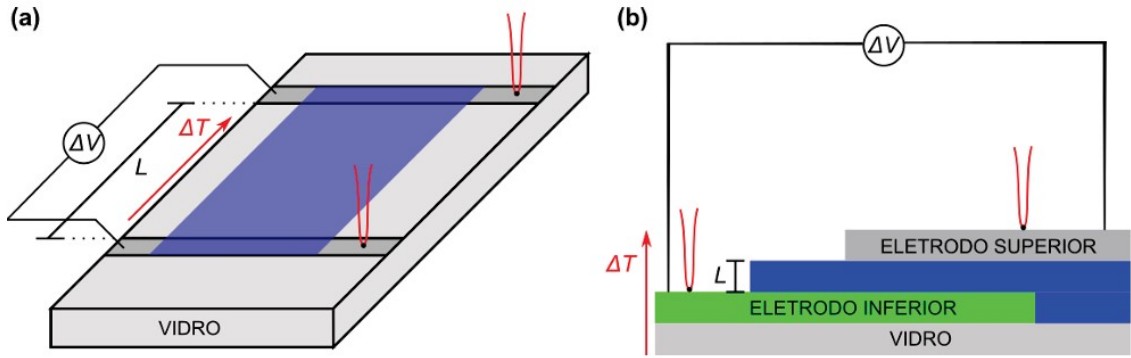 (a)
ΔV
L
ΔT
VIDRO
(b)
ΔV
ΔT
L
ELETRODO SUPERIOR
ELETRODO INFERIOR
VIDRO